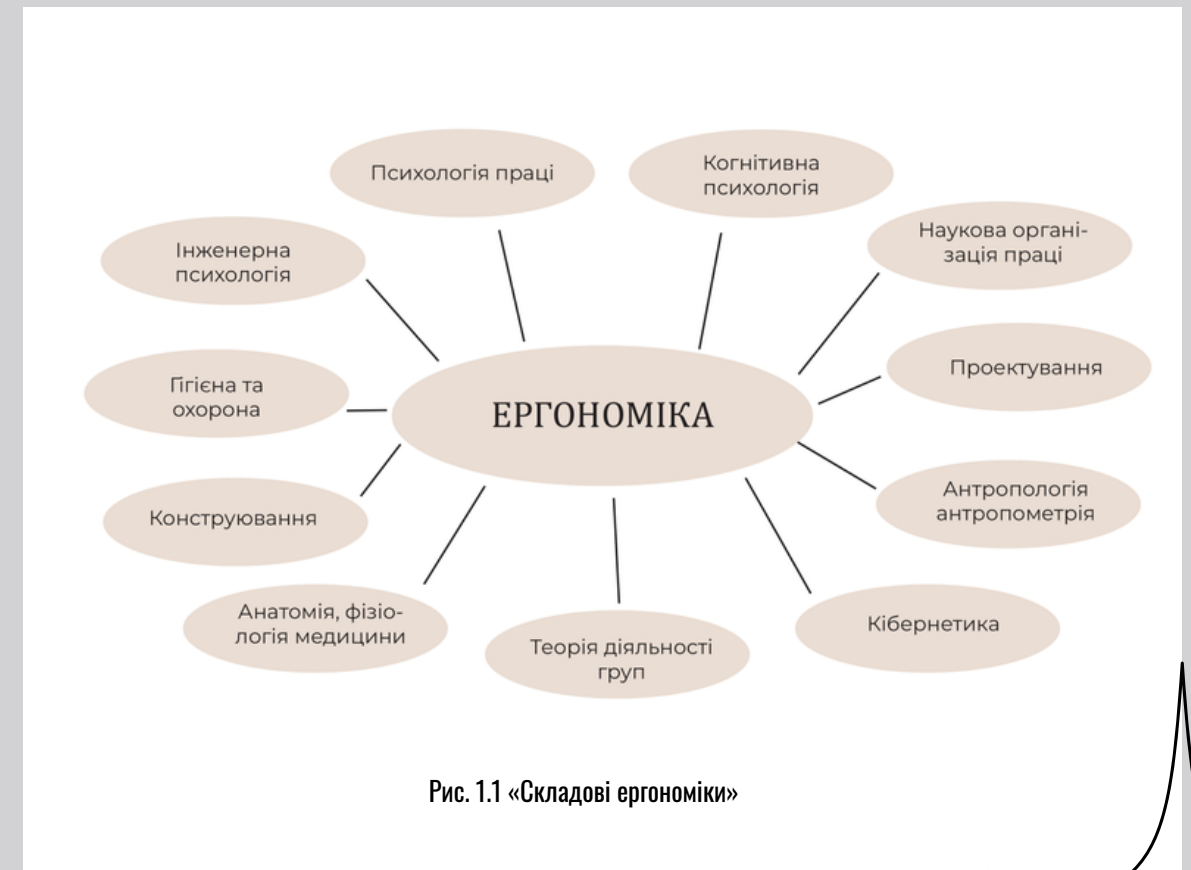 Психологія праці
Когнітивна
психологія
Інженерна
психологія
Наукова органі-
зація праці
Гігієна та
охорона
Проектування
ЕРГОНОМІКА
Конструювання
Антропологія
антропометрія
Анатомія, фізіо-
логія медицини
Теорія діяльності
груп
Кібернетика
Рис. 1.1 «Складові ергономіки»